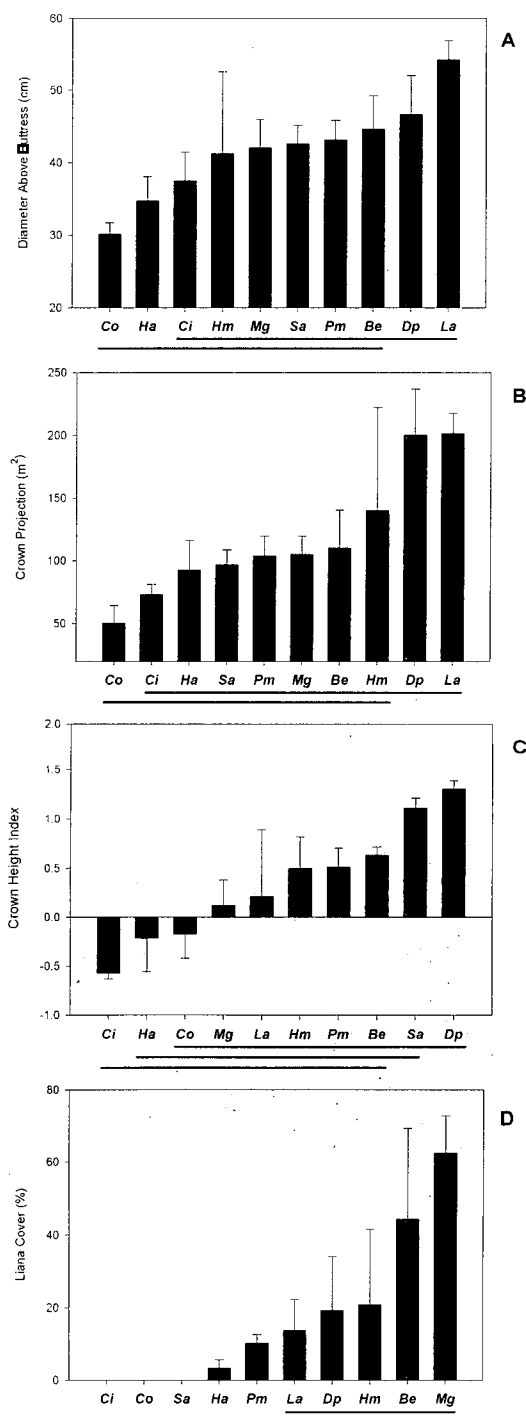 A
60
50
40
30
20
Diameter Above Buttress (cm)
Co Ha Ci Hm Mg Sa Pm Be Dp La
B
250
200
150
100
50
Crown Projection (m²)
Co Ci Ha Sa Pm Mg Be Hm Dp La
C
2.0
1.5
1.0
0.5
0.0
-0.5
-1.0
Crown Height Index
Ci Ha Co Mg La Hm Pm Be Sa Dp
D
80
60
40
20
0
Liana Cover (%)
Ci Co Sa Ha Pm La Dp Hm Be Mg